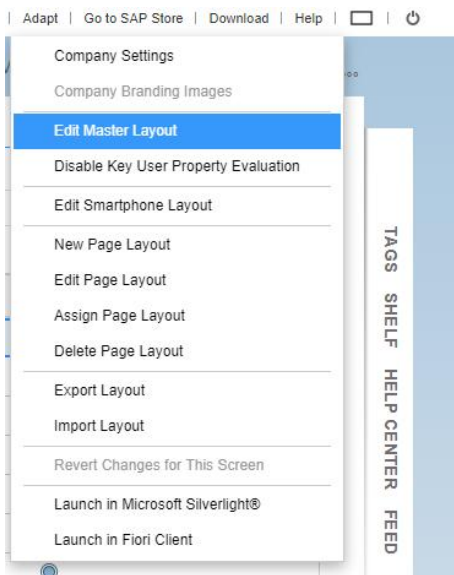 | Adapt | Go to SAP Store | Download | Help | |
Company Settings
Company Branding Images
Edit Master Layout
Disable Key User Property Evaluation
Edit Smartphone Layout
New Page Layout
Edit Page Layout
Assign Page Layout
Delete Page Layout
Export Layout
Import Layout
Revert Changes for This Screen
Launch in Microsoft Silverlight®
Launch in Fiori Client
TAGS
SHELF
HELP CENTER
FEED